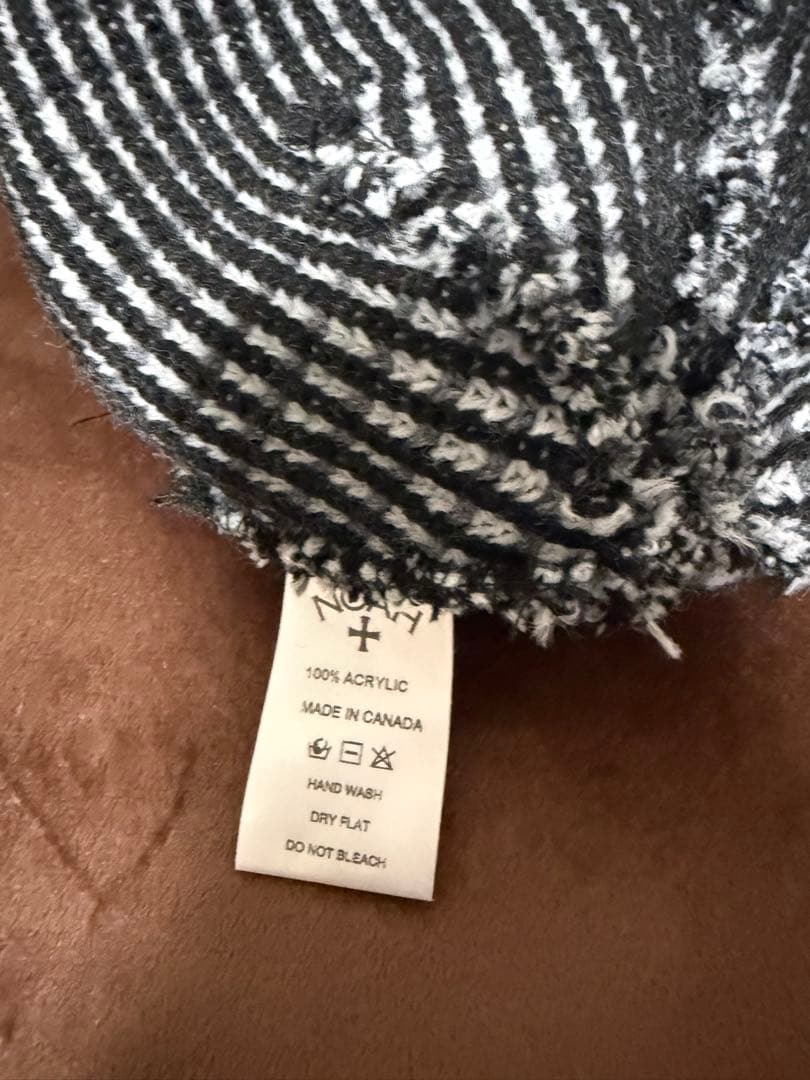 NOAH
100% ACRYLIC
MADE IN CANADA
HAND WASH
DRY FLAT
DO NOT BLEACH